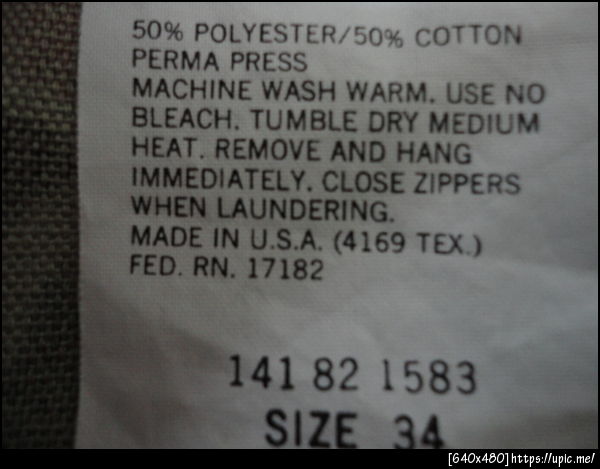 50% POLYESTER/50% COTTON
PERMA PRESS
MACHINE WASH WARM. USE NO
BLEACH. TUMBLE DRY MEDIUM
HEAT. REMOVE AND HANG
IMMEDIATELY. CLOSE ZIPPERS
WHEN LAUNDERING.
MADE IN U.S.A. (4169 TEX.)
FED. RN. 17182
141 82 1583
SIZE 34
[640x480]https://upic.me/